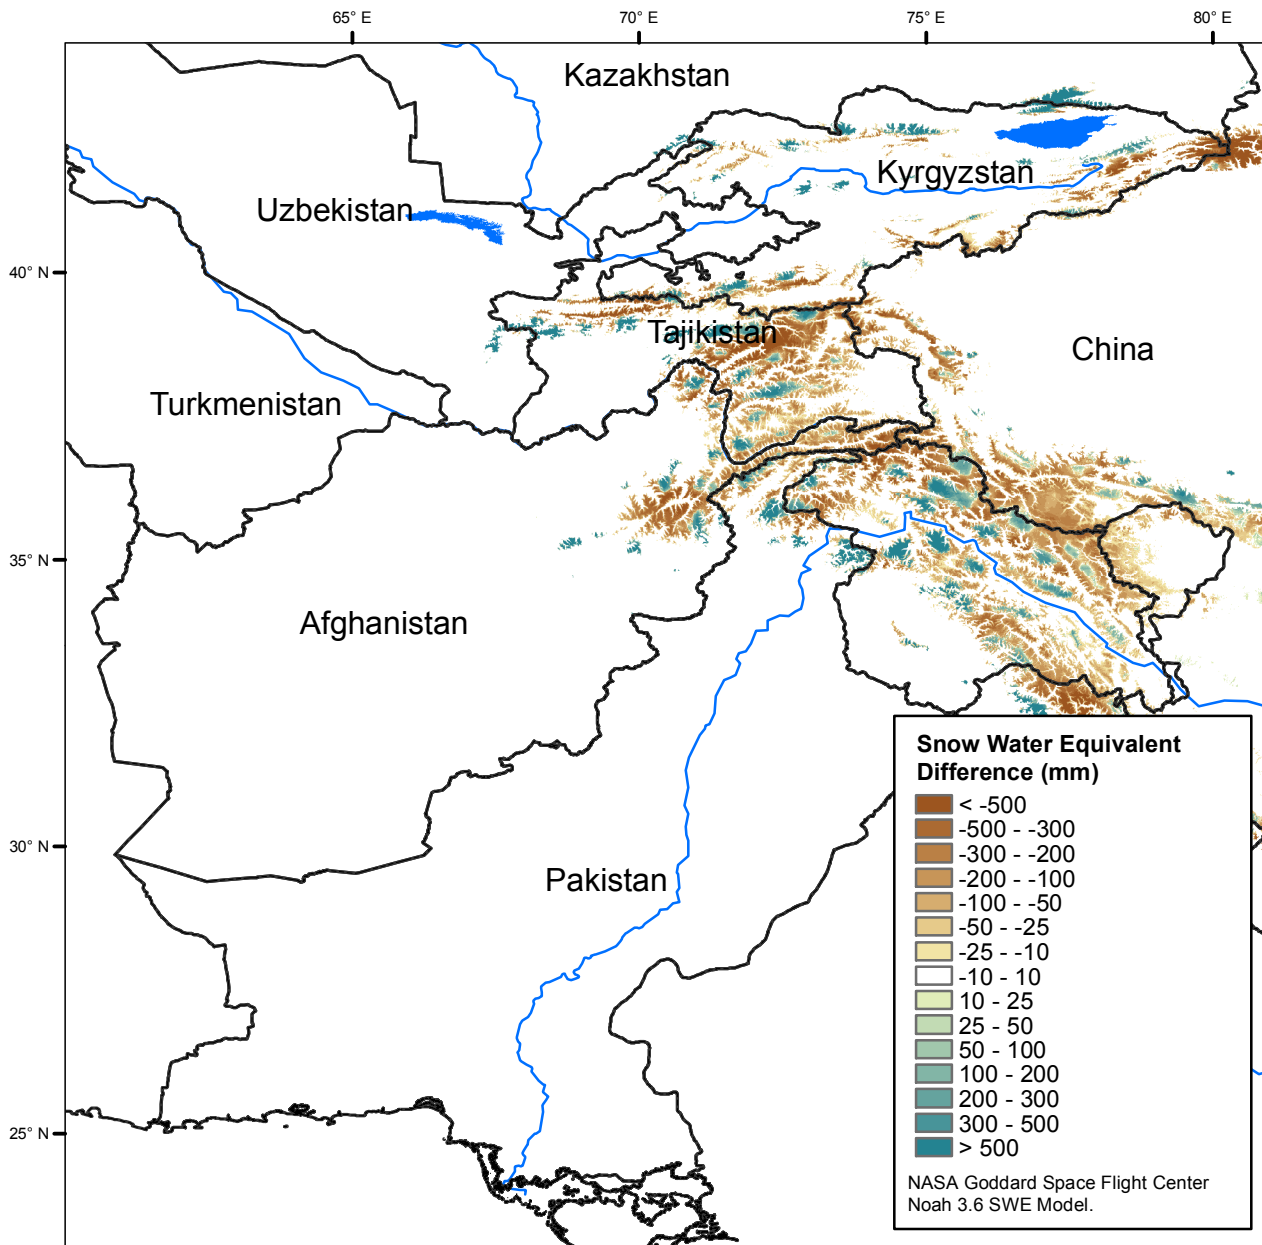 65° E
70° E
75° E
80° E
Kazakhstan
Kyrgyzstan
Uzbekistan
40° N
Tajikistan
China
Turkmenistan
35° N
Afghanistan
Snow Water Equivalent
Difference (mm)
< -500
-500 - -300
-300 - -200
-200 - -100
-100 - -50
-50 - -25
-25 - -10
-10 - 10
10 - 25
25 - 50
50 - 100
100 - 200
200 - 300
300 - 500
> 500
30° N
Pakistan
25° N
NASA Goddard Space Flight Center
Noah 3.6 SWE Model.